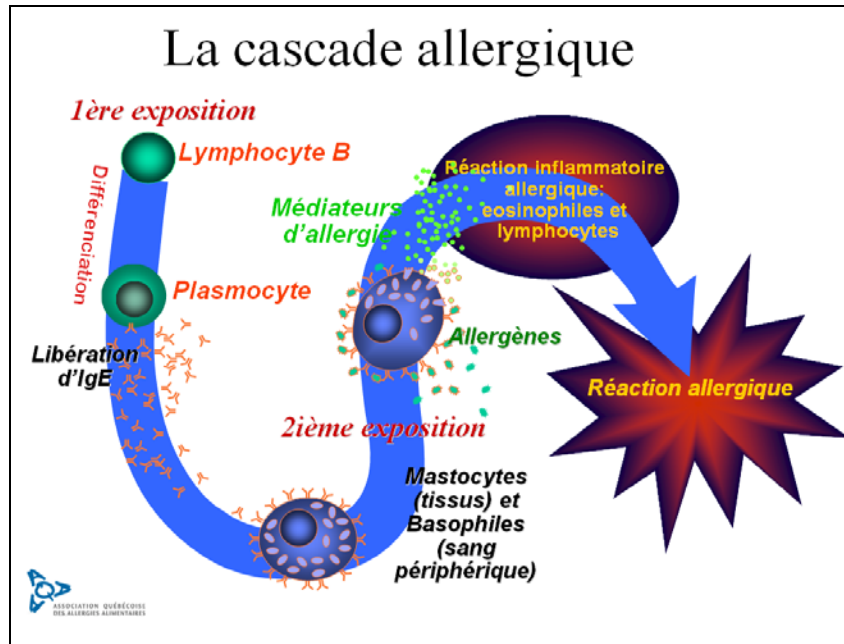 La cascade allergique
1ère exposition
Lymphocyte B
Différenciation
Plasmocyte
Libération
d'IgE
Médiateurs
d'allergie
Réaction inflammatoire
allergique:
eosinophiles et
lymphocytes
Allergènes
2ième exposition
Mastocytes
(tissus) et
Basophiles
(sang
périphérique)
Réaction allergique
AQAA
ASSOCIATION QUÉBÉCOISE
DES ALLERGIES ALIMENTAIRES